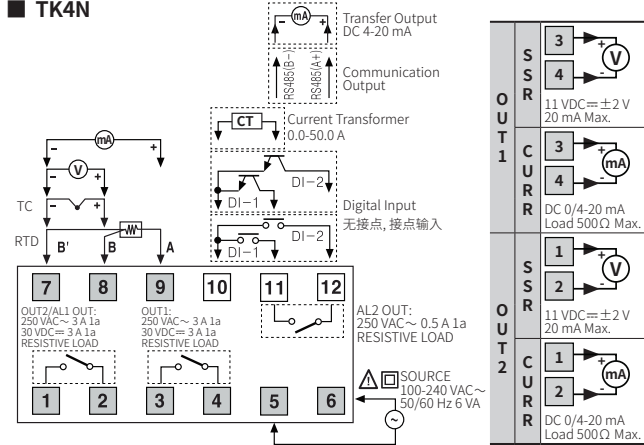 ■ TK4N
mA
Transfer Output
DC 4-20 mA
RS485(B-)
RS485(A+)
Communication
Output
CT
Current Transformer
0.0-50.0 A
DI-2
DI-1
Digital Input
无接点, 接点输入
DI-2
DI-1
- mA +
- V +
TC - +
RTD B' B A
7 8 9 10 11 12
OUT2/AL1 OUT:
250 VAC～ 3 A 1a
30 VDC⎓ 3 A 1a
RESISTIVE LOAD
OUT1:
250 VAC～ 3 A 1a
30 VDC⎓ 3 A 1a
RESISTIVE LOAD
AL2 OUT:
250 VAC～ 0.5 A 1a
RESISTIVE LOAD
1 2 3 4 5 6
SOURCE
100-240 VAC～
50/60 Hz 6 VA
OUT1
SSR
3 +
4 -
V
11 VDC⎓±2 V
20 mA Max.
CURR
3 +
4 -
mA
DC 0/4-20 mA
Load 500Ω Max.
OUT2
SSR
1 +
2 -
V
11 VDC⎓±2 V
20 mA Max.
CURR
1 +
2 -
mA
DC 0/4-20 mA
Load 500Ω Max.